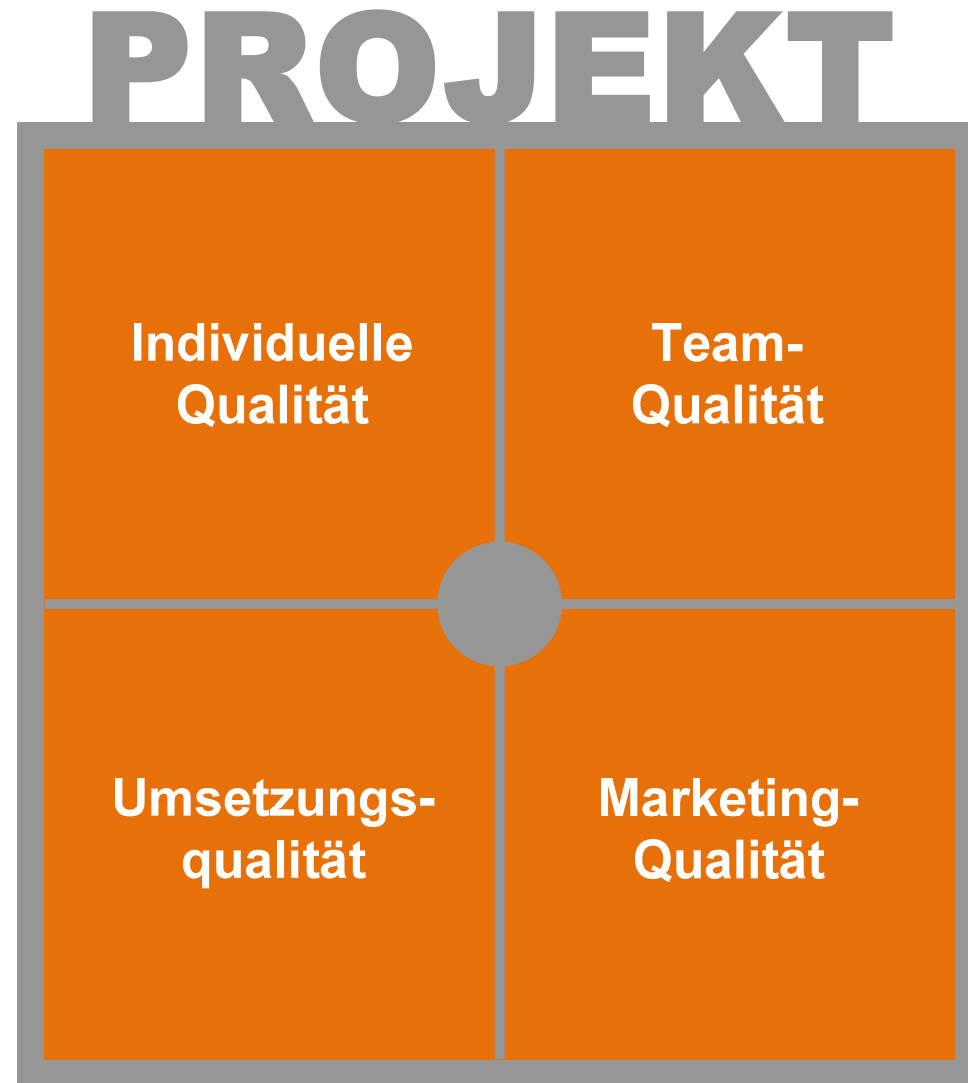 PROJEKT
Individuelle
Qualität
Team-
Qualität
Umsetzungs-
qualität
Marketing-
Qualität